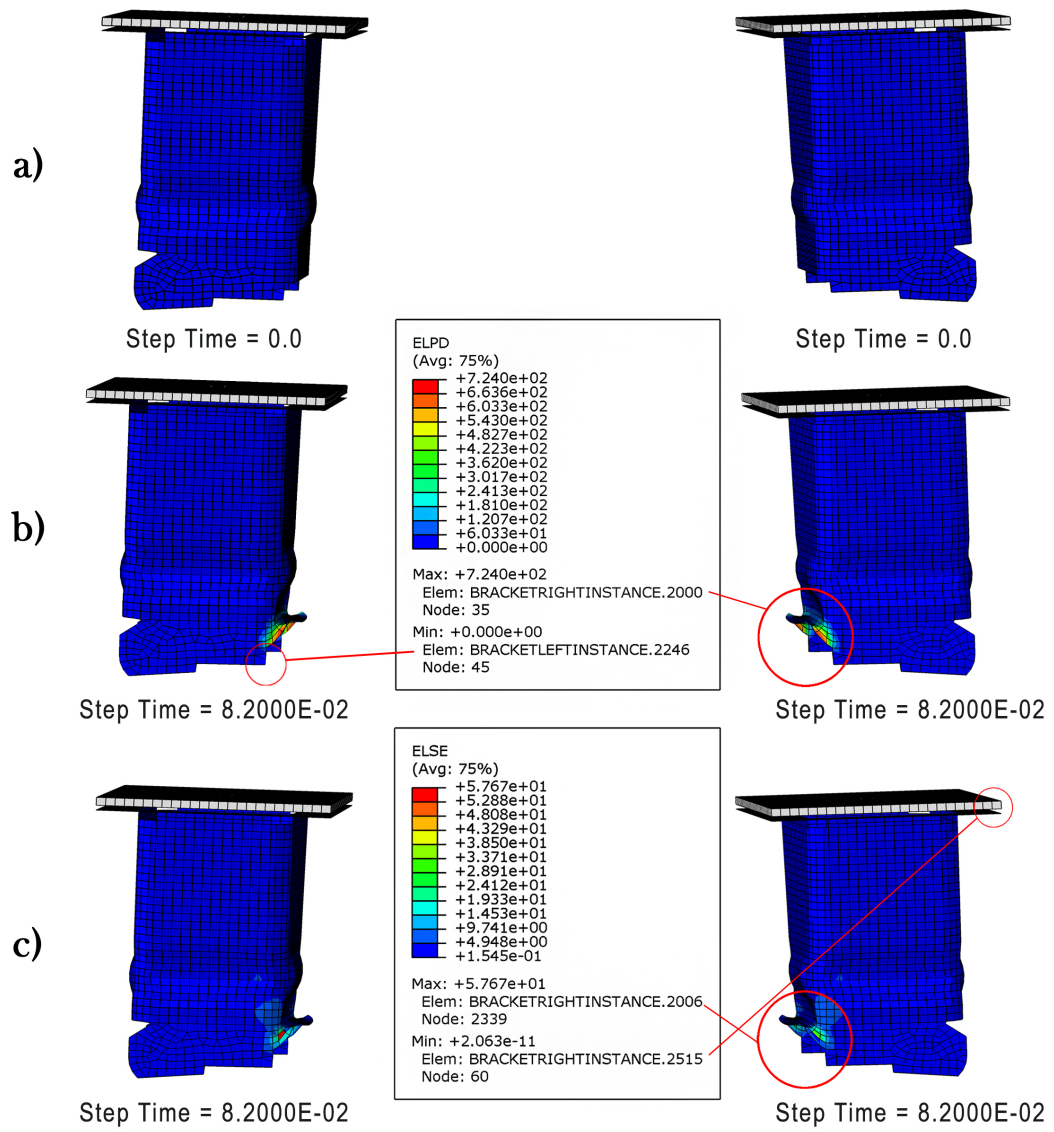 a)
Step Time = 0.0
Step Time = 0.0
ELPD
(Avg: 75%)
+7.240e+02
+6.636e+02
+6.033e+02
+5.430e+02
+4.827e+02
+4.223e+02
+3.620e+02
+3.017e+02
+2.413e+02
+1.810e+02
+1.207e+02
+6.033e+01
+0.000e+00
Max: +7.240e+02
Elem: BRACKETRIGHTINSTANCE.2000
Node: 35
Min: +0.000e+00
Elem: BRACKETLEFTINSTANCE.2246
Node: 45
b)
Step Time = 8.2000E-02
Step Time = 8.2000E-02
ELSE
(Avg: 75%)
+5.767e+01
+5.288e+01
+4.808e+01
+4.329e+01
+3.850e+01
+3.371e+01
+2.891e+01
+2.412e+01
+1.933e+01
+1.453e+01
+9.741e+00
+4.948e+00
+1.545e-01
Max: +5.767e+01
Elem: BRACKETRIGHTINSTANCE.2006
Node: 2339
Min: +2.063e-11
Elem: BRACKETRIGHTINSTANCE.2515
Node: 60
c)
Step Time = 8.2000E-02
Step Time = 8.2000E-02